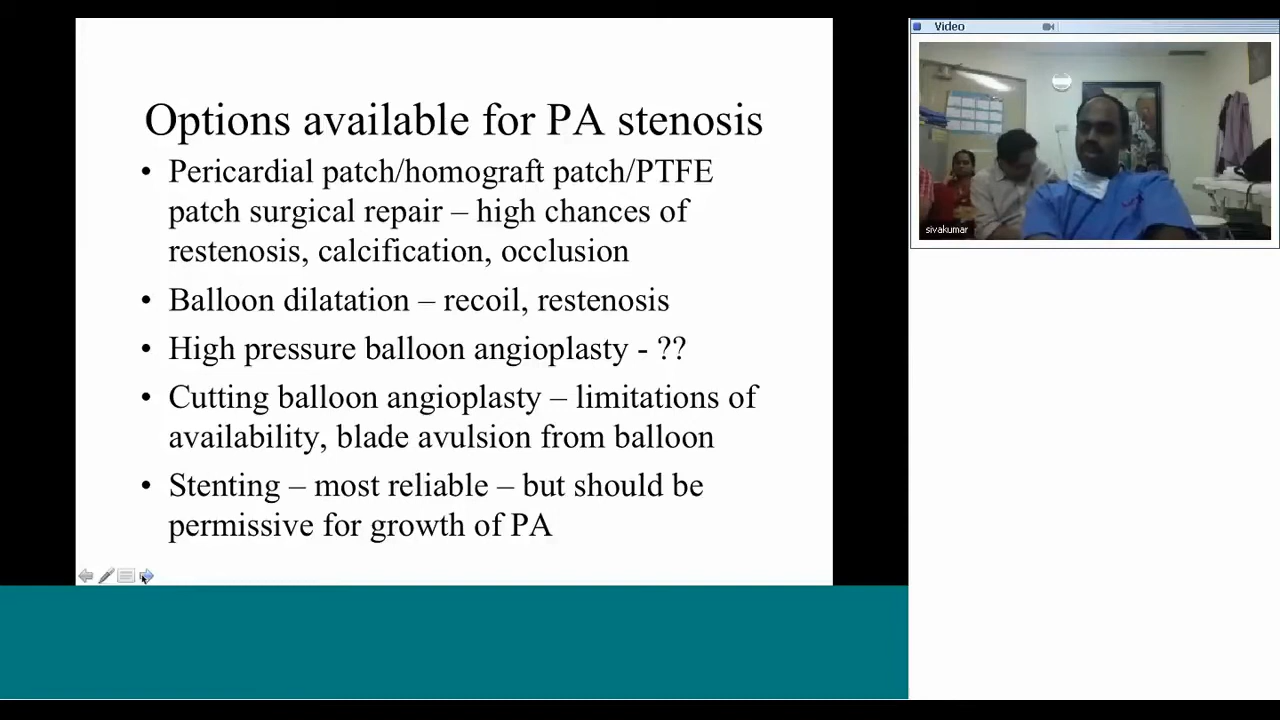 Options available for PA stenosis
• Pericardial patch/homograft patch/PTFE
patch surgical repair – high chances of
restenosis, calcification, occlusion
• Balloon dilatation – recoil, restenosis
• High pressure balloon angioplasty - ??
• Cutting balloon angioplasty – limitations of
availability, blade avulsion from balloon
• Stenting – most reliable – but should be
permissive for growth of PA
Video
sivakumar